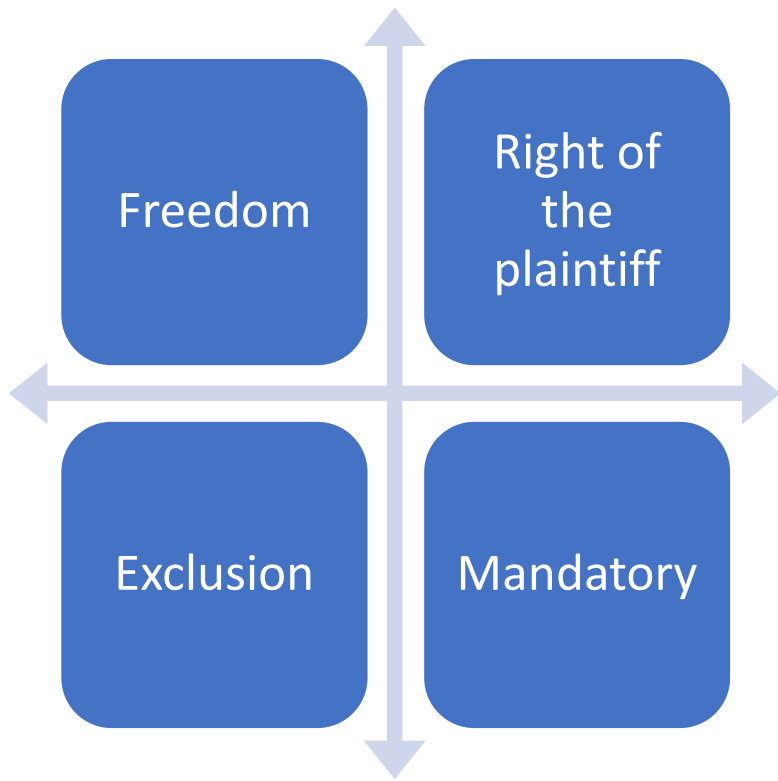 Freedom
Right of
the
plaintiff
Exclusion
Mandatory